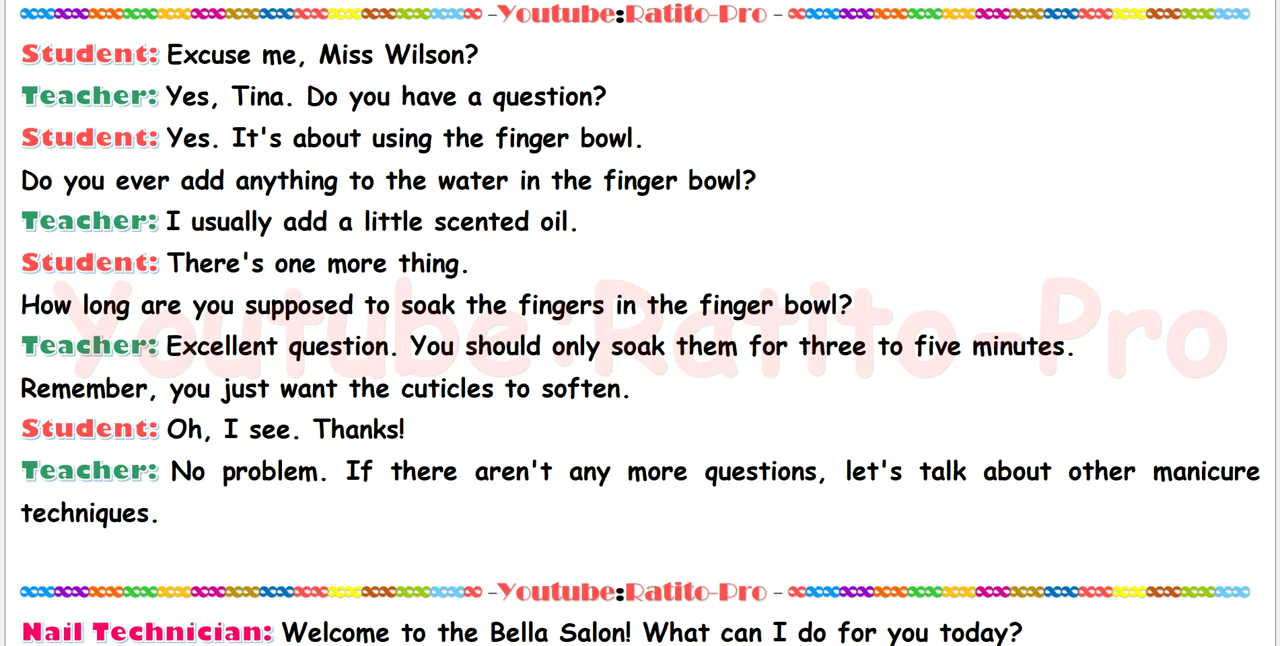 -Youtube:Ratito-Pro -
Student: Excuse me, Miss Wilson?
Teacher: Yes, Tina. Do you have a question?
Student: Yes. It's about using the finger bowl.
Do you ever add anything to the water in the finger bowl?
Teacher: I usually add a little scented oil.
Student: There's one more thing.
How long are you supposed to soak the fingers in the finger bowl?
Youtube:Ratito-Pro
Teacher: Excellent question. You should only soak them for three to five minutes.
Remember, you just want the cuticles to soften.
Student: Oh, I see. Thanks!
Teacher: No problem. If there aren't any more questions, let's talk about other manicure
techniques.
-Youtube:Ratito-Pro -
Nail Technician: Welcome to the Bella Salon! What can I do for you today?